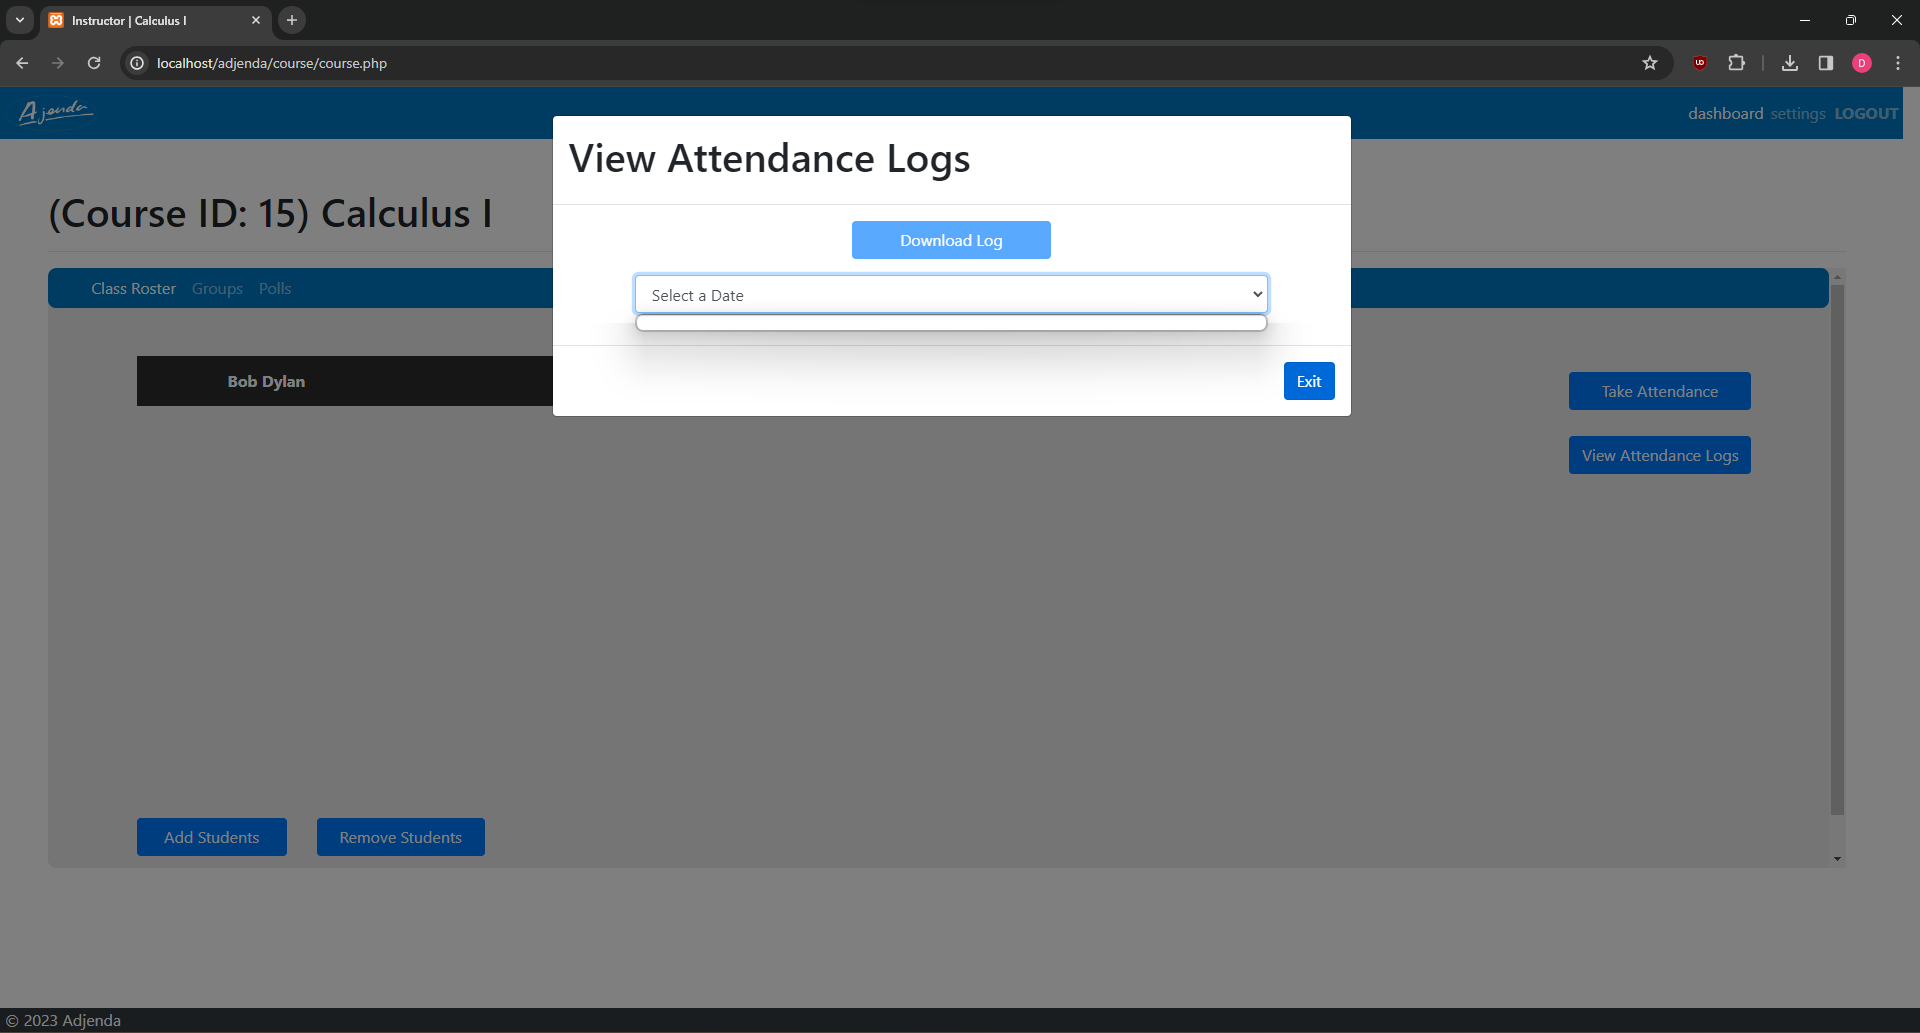 Instructor | Calculus I
localhost/adjenda/course/course.php
UD
D
Ajenda
dashboard settings LOGOUT
View Attendance Logs
(Course ID: 15) Calculus I
Download Log
Class Roster Groups Polls
Select a Date
Bob Dylan
Exit
Take Attendance
View Attendance Logs
Add Students Remove Students
© 2023 Adjenda